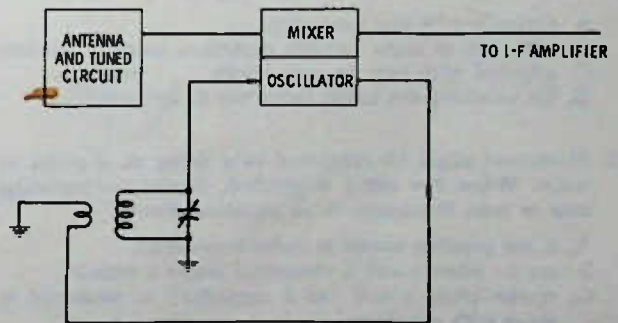 ANTENNA
AND TUNED
CIRCUIT
MIXER
OSCILLATOR
TO I-F AMPLIFIER